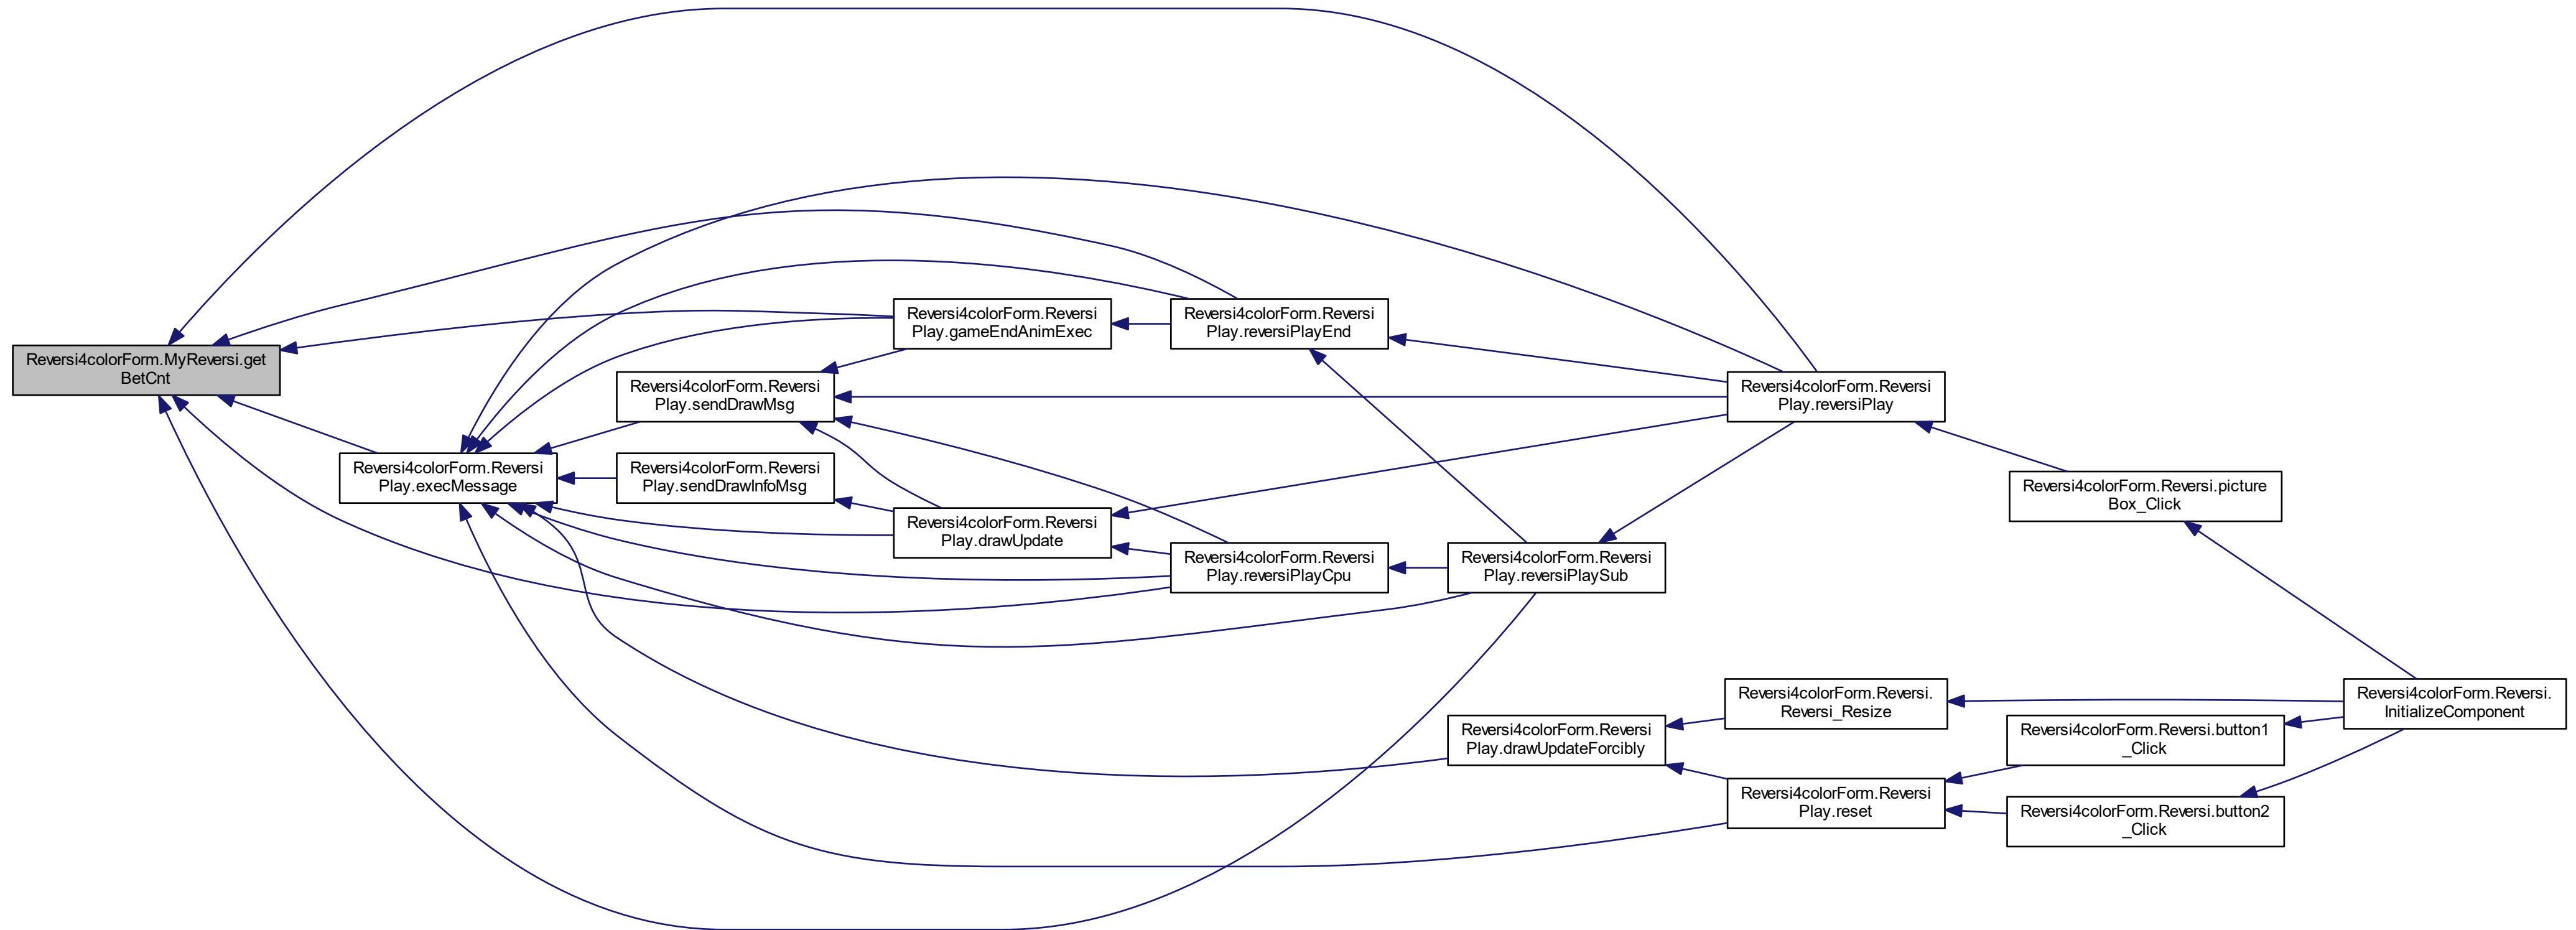 Reversi4colorForm.MyReversi.get
BetCnt
Reversi4colorForm.Reversi
Play.execMessage
Reversi4colorForm.Reversi
Play.sendDrawMsg
Reversi4colorForm.Reversi
Play.sendDrawInfoMsg
Reversi4colorForm.Reversi
Play.gameEndAnimExec
Reversi4colorForm.Reversi
Play.drawUpdate
Reversi4colorForm.Reversi
Play.reversiPlayEnd
Reversi4colorForm.Reversi
Play.reversiPlayCpu
Reversi4colorForm.Reversi
Play.reversiPlaySub
Reversi4colorForm.Reversi
Play.drawUpdateForcibly
Reversi4colorForm.Reversi
Play.reversiPlay
Reversi4colorForm.Reversi.
Reversi_Resize
Reversi4colorForm.Reversi
Play.reset
Reversi4colorForm.Reversi.picture
Box_Click
Reversi4colorForm.Reversi.button1
_Click
Reversi4colorForm.Reversi.button2
_Click
Reversi4colorForm.Reversi.
InitializeComponent